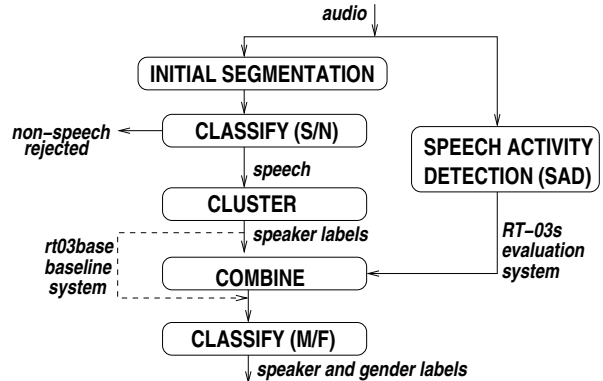 audio
INITIAL SEGMENTATION
non-speech
rejected
CLASSIFY (S/N)
speech
SPEECH ACTIVITY
DETECTION (SAD)
CLUSTER
speaker labels
rt03base
baseline
system
RT-03s
evaluation
system
COMBINE
CLASSIFY (M/F)
speaker and gender labels